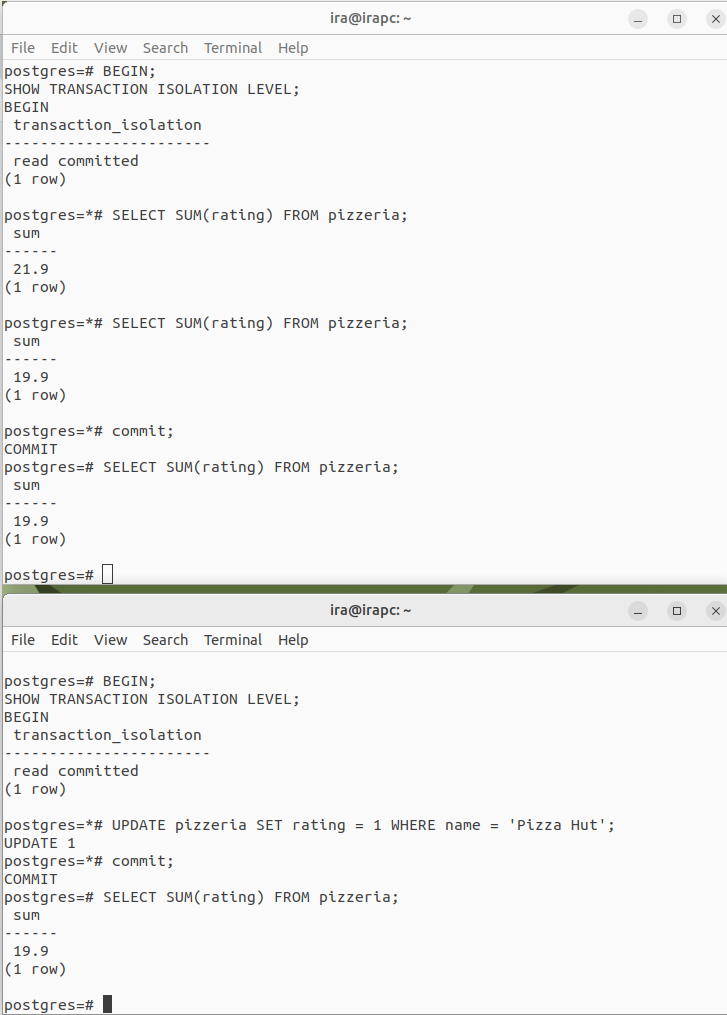 ira@irapc: ~
File Edit View Search Terminal Help
postgres=# BEGIN;
SHOW TRANSACTION ISOLATION LEVEL;
BEGIN
 transaction_isolation
-----------------------
 read committed
(1 row)

postgres=*# SELECT SUM(rating) FROM pizzeria;
 sum
------
 21.9
(1 row)

postgres=*# SELECT SUM(rating) FROM pizzeria;
 sum
------
 19.9
(1 row)

postgres=*# commit;
COMMIT
postgres=# SELECT SUM(rating) FROM pizzeria;
 sum
------
 19.9
(1 row)

postgres=#
ira@irapc: ~
File Edit View Search Terminal Help
postgres=# BEGIN;
SHOW TRANSACTION ISOLATION LEVEL;
BEGIN
 transaction_isolation
-----------------------
 read committed
(1 row)

postgres=*# UPDATE pizzeria SET rating = 1 WHERE name = 'Pizza Hut';
UPDATE 1
postgres=*# commit;
COMMIT
postgres=# SELECT SUM(rating) FROM pizzeria;
 sum
------
 19.9
(1 row)

postgres=#